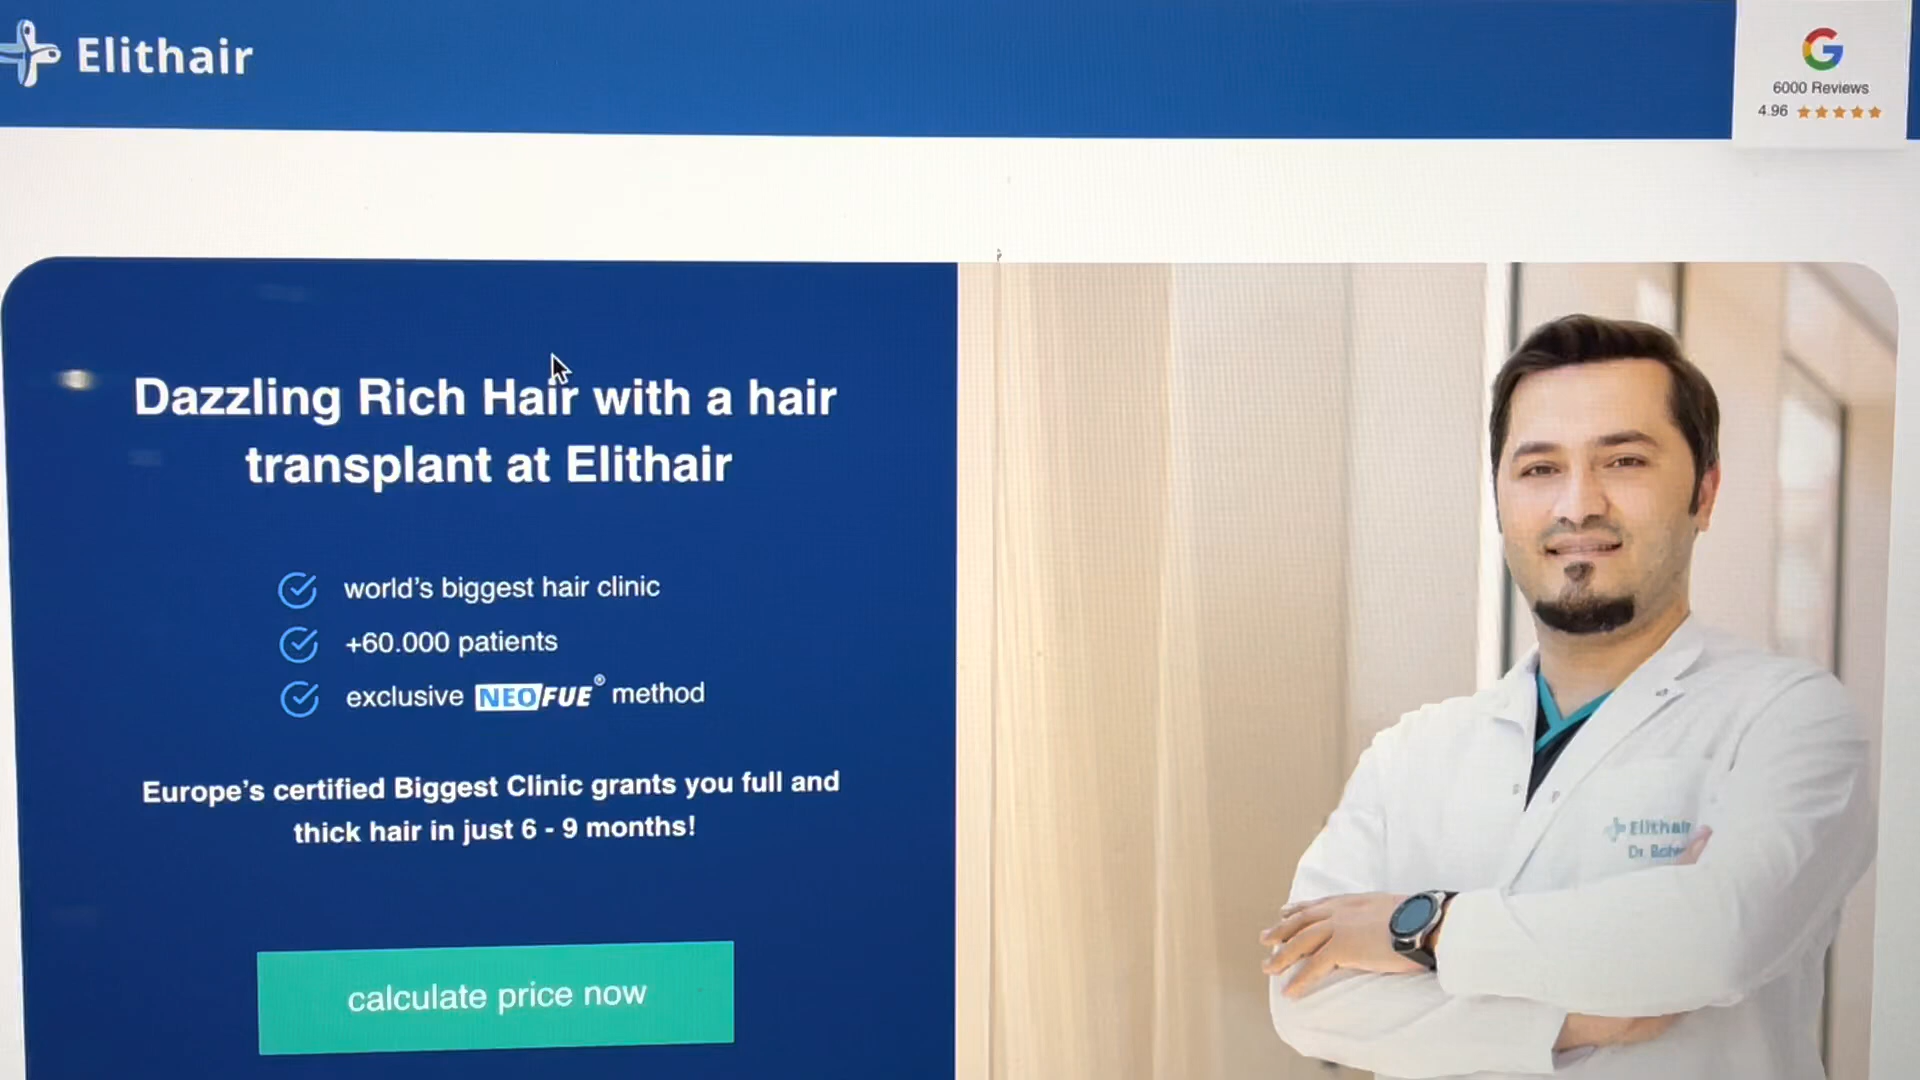 Elithair
6000 Reviews
4.96
Dazzling Rich Hair with a hair
transplant at Elithair
world's biggest hair clinic
+60.000 patients
exclusive NEOFUE® method
Europe's certified Biggest Clinic grants you full and
thick hair in just 6 - 9 months!
calculate price now
Elithair
Dr.